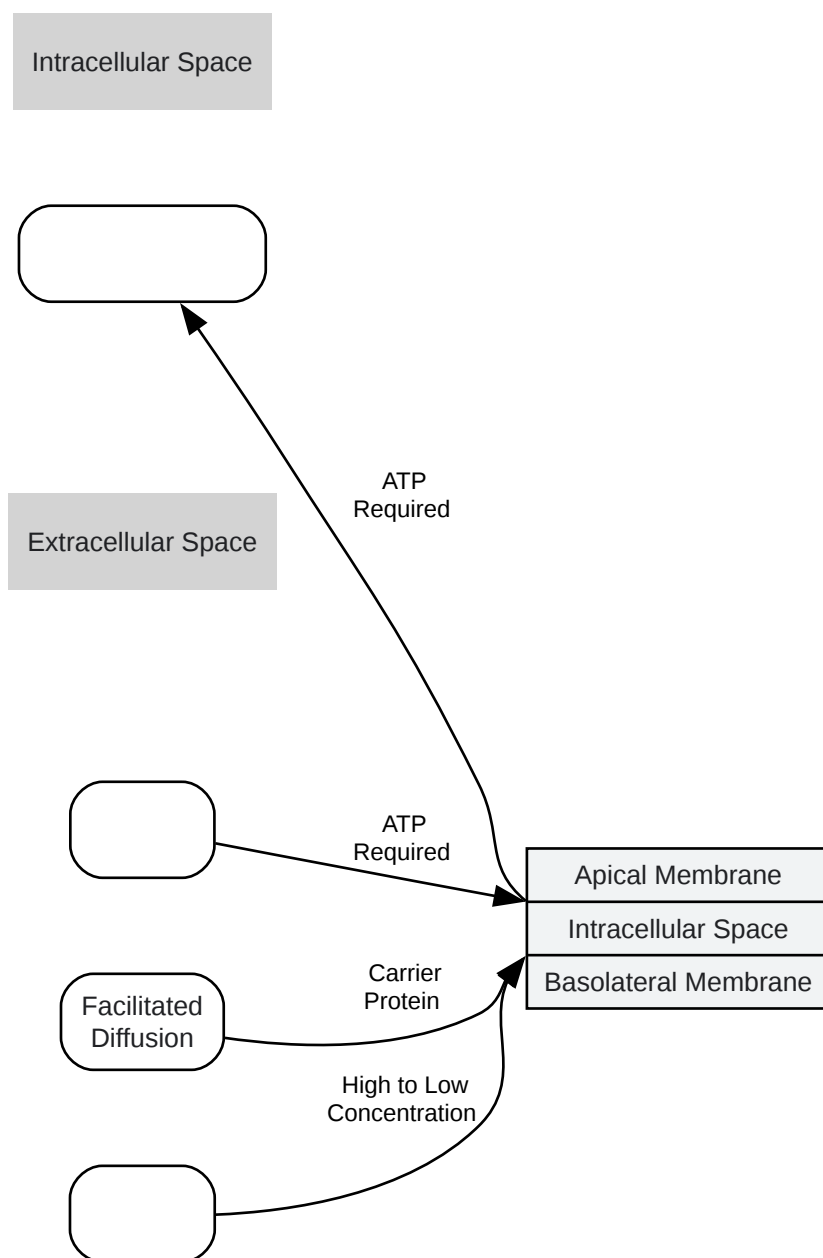 Intracellular Space
ATP
Required
Extracellular Space
ATP
Required
Apical Membrane
Intracellular Space
Basolateral Membrane
Carrier
Protein
Facilitated
Diffusion
High to Low
Concentration